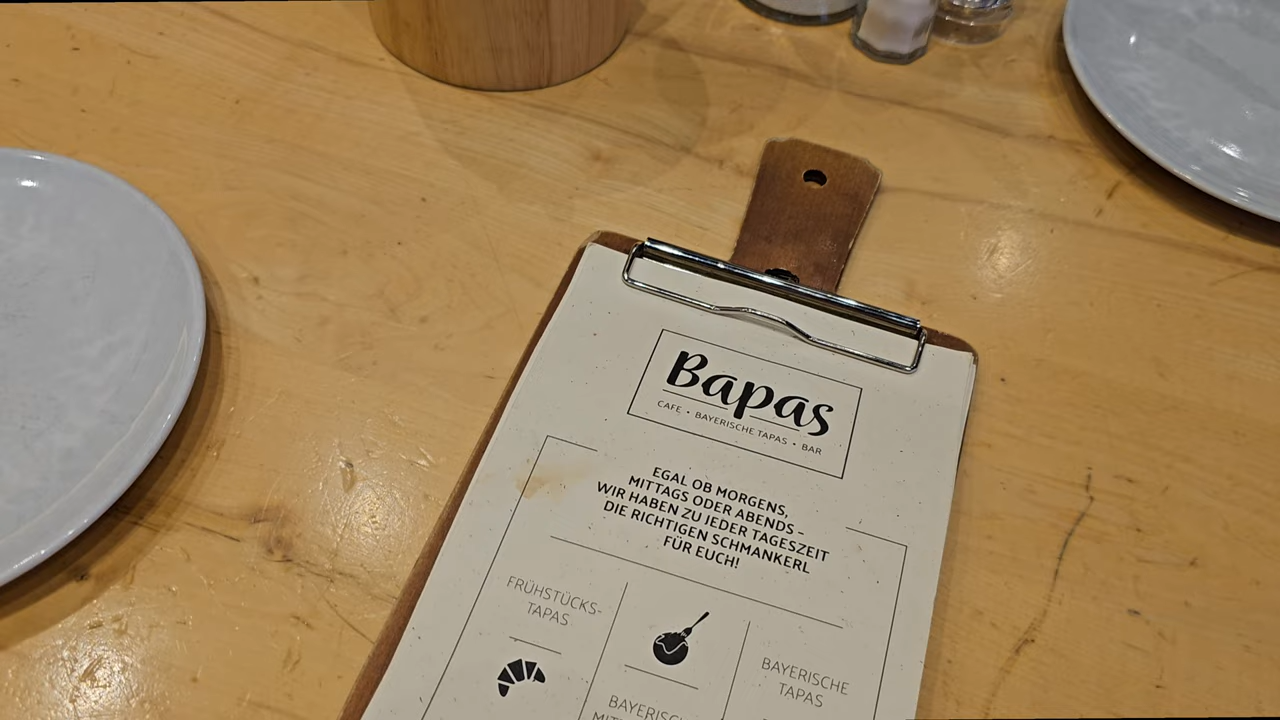 Bapas
CAFE • BAYERISCHE TAPAS • BAR
EGAL OB MORGENS,
MITTAGS ODER ABENDS –
WIR HABEN ZU JEDER TAGESZEIT
DIE RICHTIGEN SCHMANKERL
FÜR EUCH!
FRÜHSTÜCKS-
TAPAS
BAYERISCHE
TAPAS